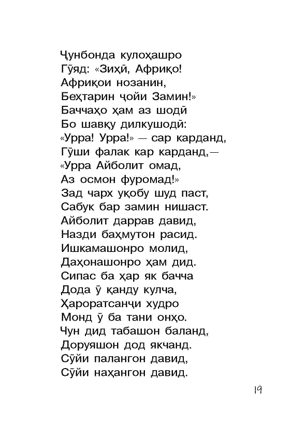 Ҷунбонда кулоҳашро
Гӯяд: «Зиҳӣ, Африқо!
Африқои нозанин,
Беҳтарин ҷойи Замин!»
Баччаҳо ҳам аз шодӣ
Бо шавқу дилкушодӣ:
«Урра! Урра!» — сар карданд,
Гӯши фалак кар карданд,—
«Урра Айболит омад,
Аз осмон фуромад!»
Зад чарх уқобу шуд паст,
Сабук бар замин нишаст.
Айболит даррав давид,
Назди баҳмутон расид.
Ишкамашонро молид,
Даҳонашонро ҳам дид.
Сипас ба ҳар як бачча
Дода ӯ қанду кулча,
Ҳароратсанҷи худро
Монд ӯ ба тани онҳо.
Чун дид табашон баланд,
Доруяшон дод якчанд.
Сӯйи палангон давид,
Сӯйи наҳангон давид.
19